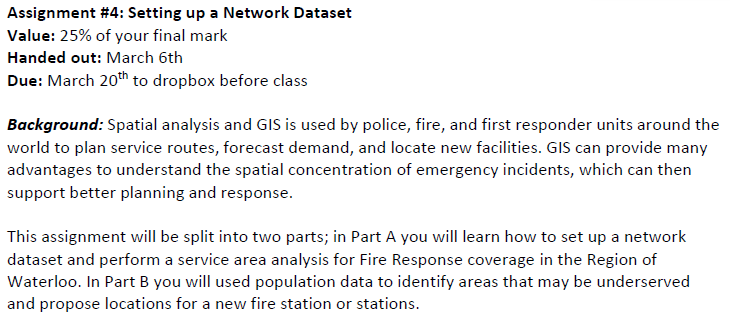 Assignment #4: Setting up a Network Dataset
Value: 25% of your final mark
Handed out: March 6th
Due: March 20th to dropbox before class
Background: Spatial analysis and GIS is used by police, fire, and first responder units around the
world to plan service routes, forecast demand, and locate new facilities. GIS can provide many
advantages to understand the spatial concentration of emergency incidents, which can then
support better planning and response.
This assignment will be split into two parts; in Part A you will learn how to set up a network
dataset and perform a service area analysis for Fire Response coverage in the Region of
Waterloo. In Part B you will used population data to identify areas that may be underserved
and propose locations for a new fire station or stations.